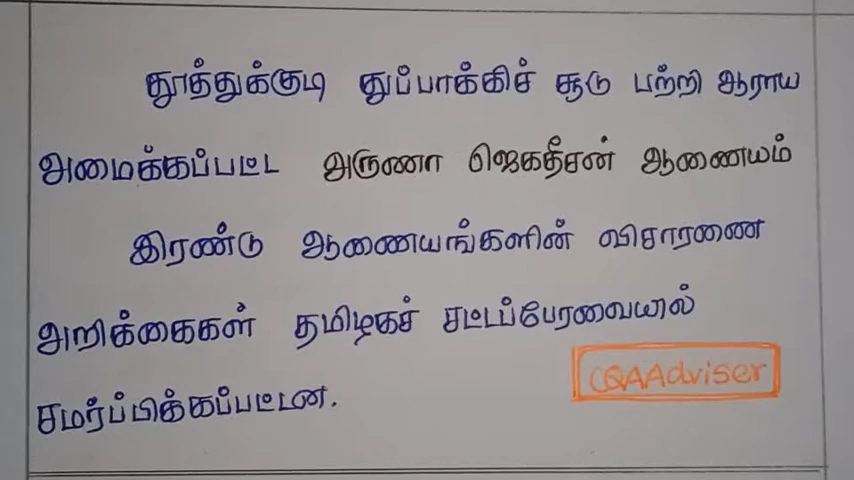 தூத்துக்குடி துப்பாக்கிச் சூடு பற்றி ஆராய
அமைக்கப்பட்ட அருணா ஜெகதீசன் ஆணையம்
இரண்டு ஆணையங்களின் விசாரணை
அறிக்கைகள் தமிழகச் சட்டப்பேரவையால்
சமர்ப்பிக்கப்பட்டன.
CQAAdviser